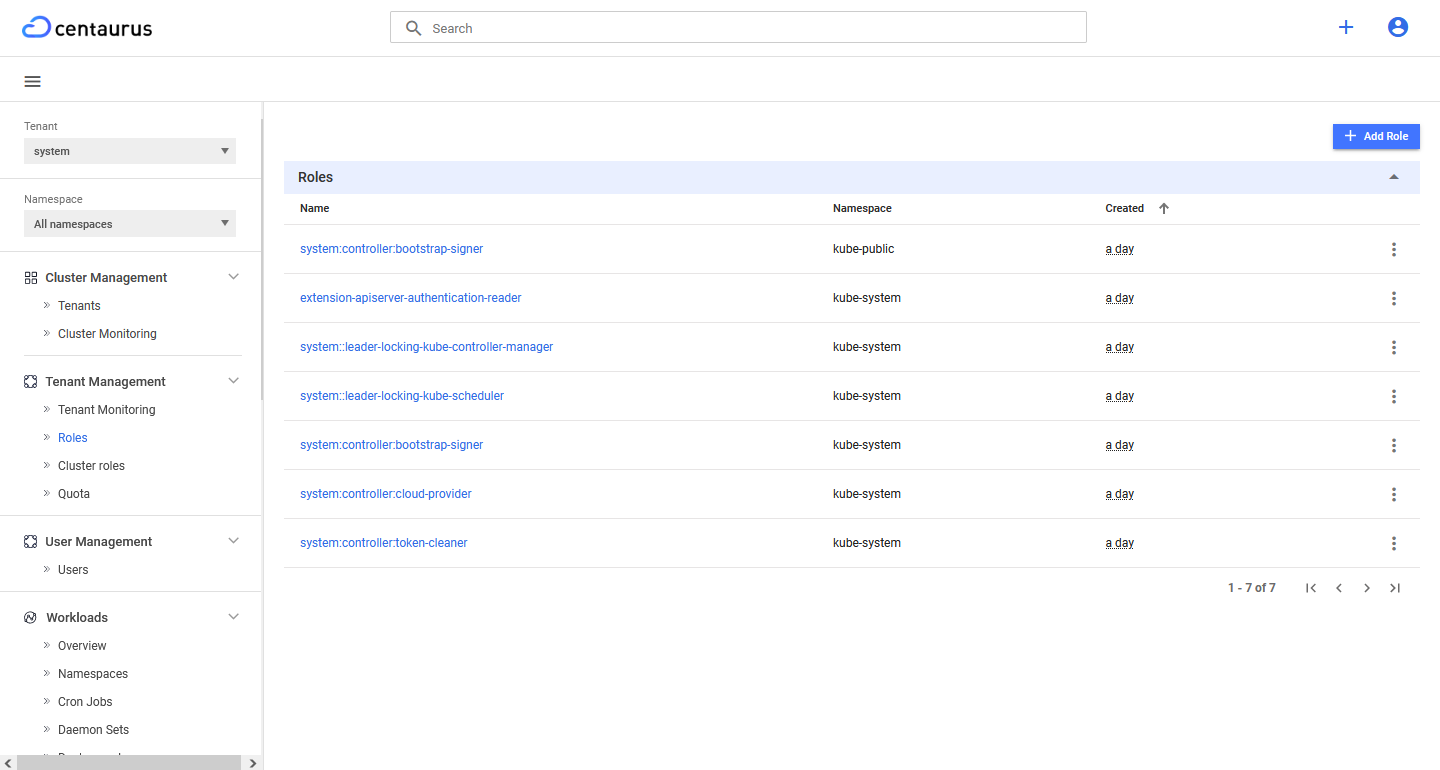 centaurus
Search
Tenant
system
Namespace
All namespaces
Cluster Management
Tenants
Cluster Monitoring
Tenant Management
Tenant Monitoring
Roles
Cluster roles
Quota
User Management
Users
Workloads
Overview
Namespaces
Cron Jobs
Daemon Sets
Add Role
Roles
Name Namespace Created
system:controller:bootstrap-signer kube-public a day
extension-apiserver-authentication-reader kube-system a day
system::leader-locking-kube-controller-manager kube-system a day
system::leader-locking-kube-scheduler kube-system a day
system:controller:bootstrap-signer kube-system a day
system:controller:cloud-provider kube-system a day
system:controller:token-cleaner kube-system a day
1 - 7 of 7